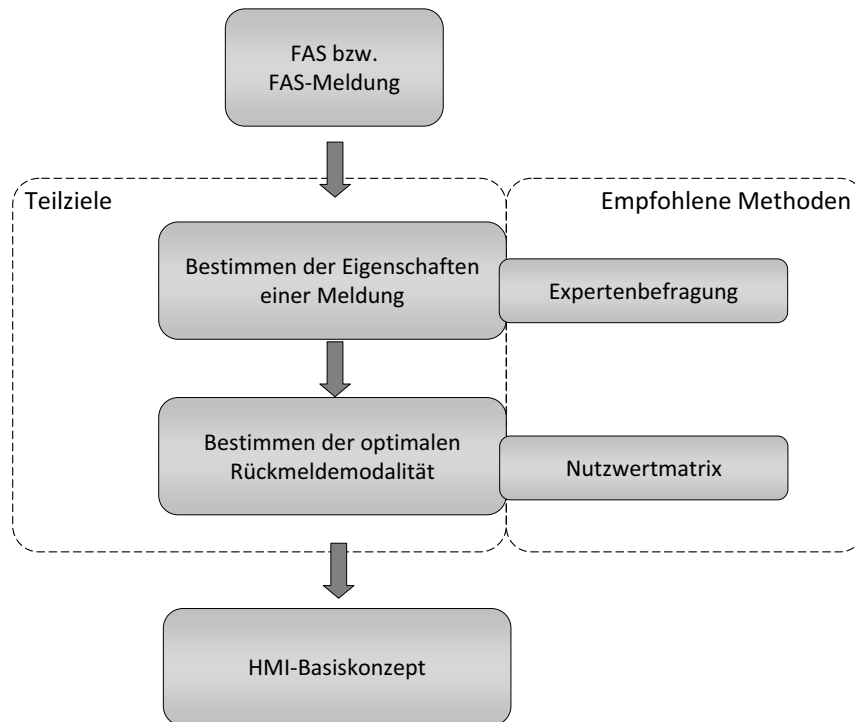 FAS bzw.
FAS-Meldung
Teilziele
Empfohlene Methoden
Bestimmen der Eigenschaften
einer Meldung
Expertenbefragung
Bestimmen der optimalen
Rückmeldemodalität
Nutzwertmatrix
HMI-Basiskonzept